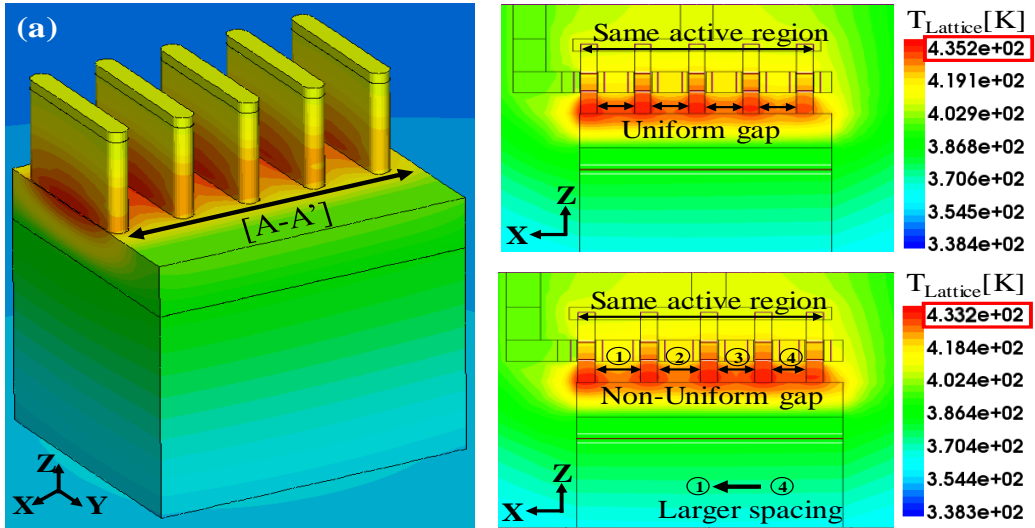 (a)
[A-A']
Z
X
Y
Same active region
Uniform gap
Z
X
T_Lattice[K]
4.352e+02
4.191e+02
4.029e+02
3.868e+02
3.706e+02
3.545e+02
3.384e+02
Same active region
① ② ③ ④
Non-Uniform gap
① ④
Larger spacing
Z
X
T_Lattice[K]
4.332e+02
4.184e+02
4.024e+02
3.864e+02
3.704e+02
3.544e+02
3.383e+02